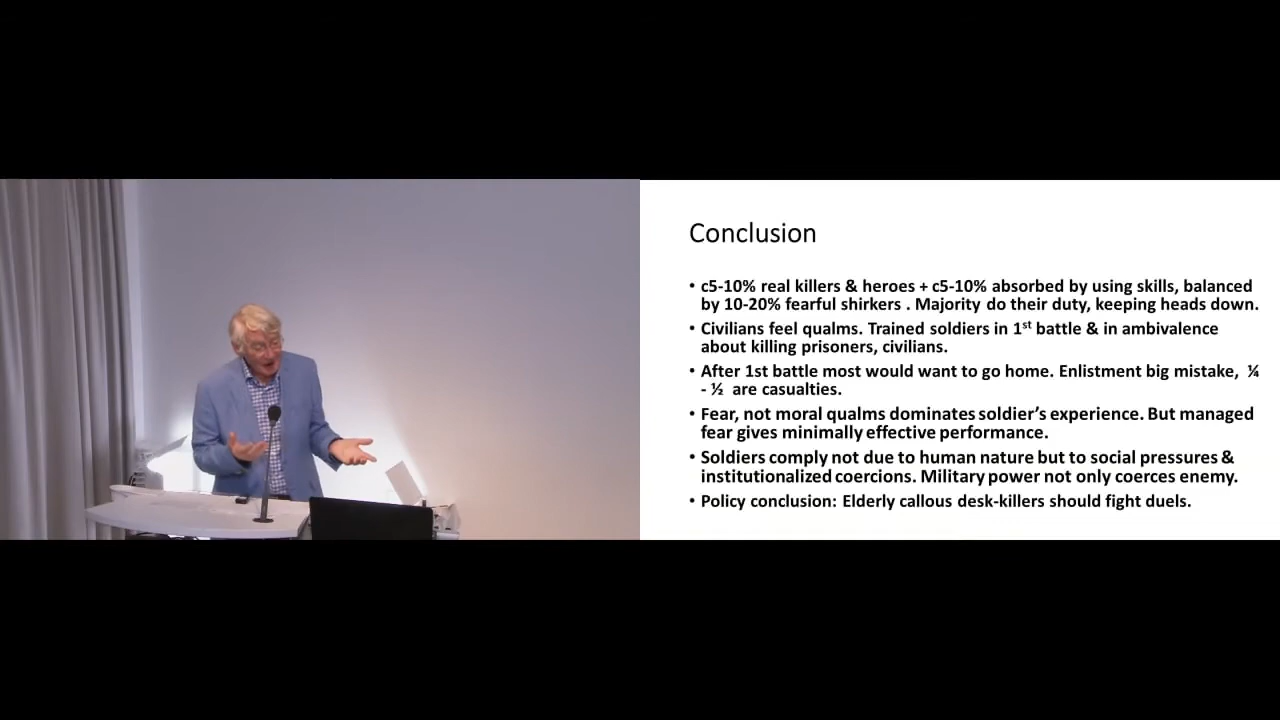 Conclusion
• c5-10% real killers & heroes + c5-10% absorbed by using skills, balanced
by 10-20% fearful shirkers . Majority do their duty, keeping heads down.
• Civilians feel qualms. Trained soldiers in 1st battle & in ambivalence
about killing prisoners, civilians.
• After 1st battle most would want to go home. Enlistment big mistake, ¼
- ½ are casualties.
• Fear, not moral qualms dominates soldier's experience. But managed
fear gives minimally effective performance.
• Soldiers comply not due to human nature but to social pressures &
institutionalized coercions. Military power not only coerces enemy.
• Policy conclusion: Elderly callous desk-killers should fight duels.